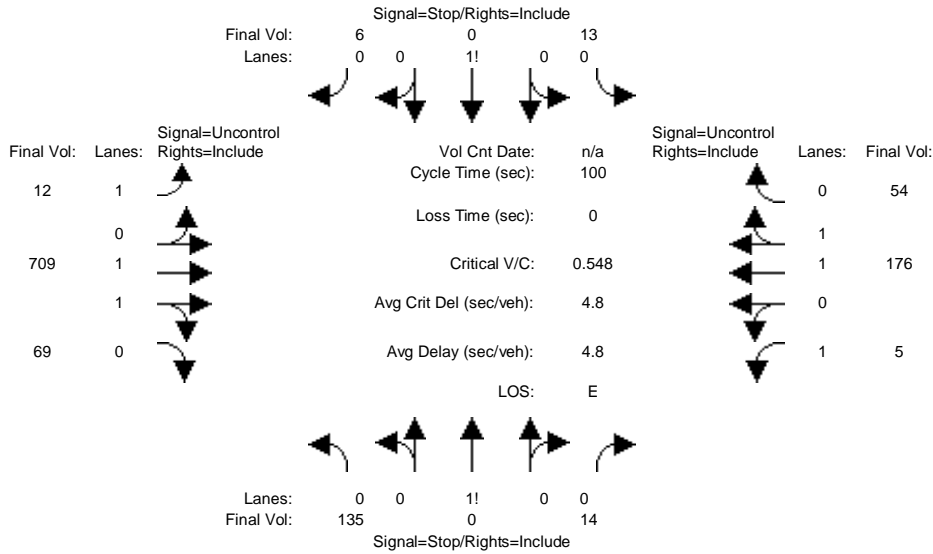 Signal=Stop/Rights=Include
Final Vol: 6 0 13
Lanes: 0 0 1! 0 0
Signal=Uncontrol Signal=Uncontrol
Final Vol: Lanes: Rights=Include Vol Cnt Date: n/a Rights=Include Lanes: Final Vol:
Cycle Time (sec): 100
12 1 0 54
Loss Time (sec): 0
0 1
709 1 Critical V/C: 0.548 1 176
1 Avg Crit Del (sec/veh): 4.8 0
69 0 Avg Delay (sec/veh): 4.8 1 5
LOS: E
Lanes: 0 0 1! 0 0
Final Vol: 135 0 14
Signal=Stop/Rights=Include